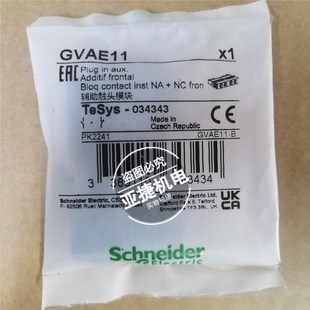 GVAE11
x1
EAC
Plug in aux.
Additif frontal
Bloq contact inst NA + NC fron
辅助触头模块
TeSys - 034343
CE
Made in
Czech Republic
PK2241
GVAE11-B
盗图必究
亚捷机电
3434
Schneider Electric
UK
CA
Schneider
Electric